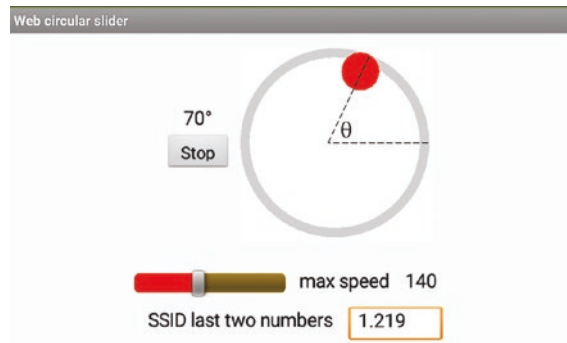 Web circular slider
70°
θ
Stop
max speed 140
SSID last two numbers 1.219